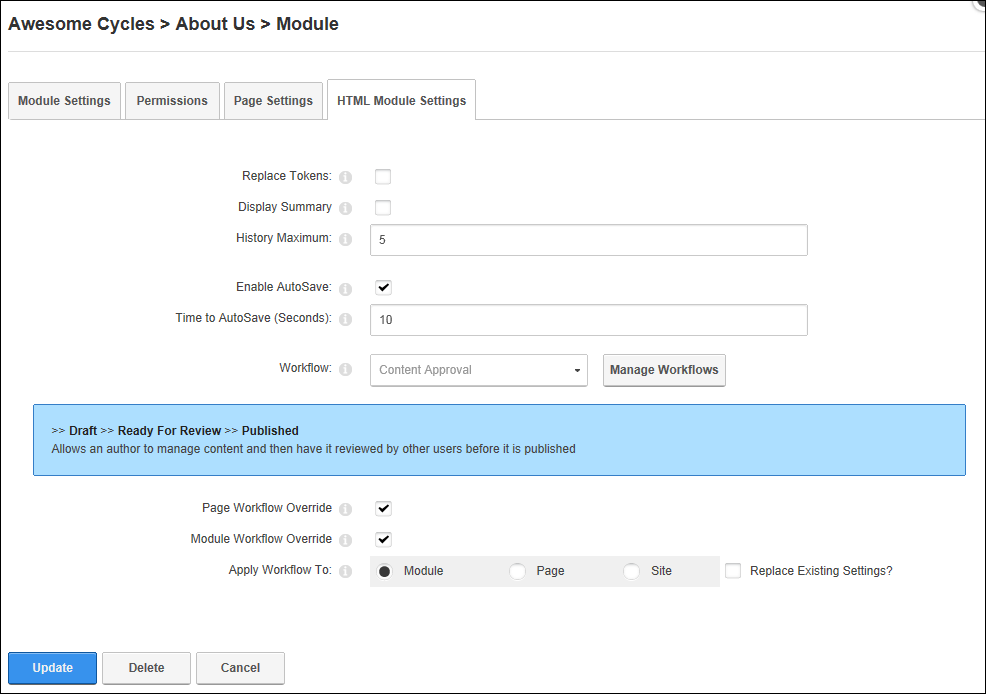 Awesome Cycles > About Us > Module
Module Settings Permissions Page Settings HTML Module Settings
Replace Tokens:
Display Summary
History Maximum: 5
Enable AutoSave:
Time to AutoSave (Seconds): 10
Workflow: Content Approval Manage Workflows
>> Draft >> Ready For Review >> Published
Allows an author to manage content and then have it reviewed by other users before it is published
Page Workflow Override
Module Workflow Override
Apply Workflow To: Module Page Site Replace Existing Settings?
Update Delete Cancel